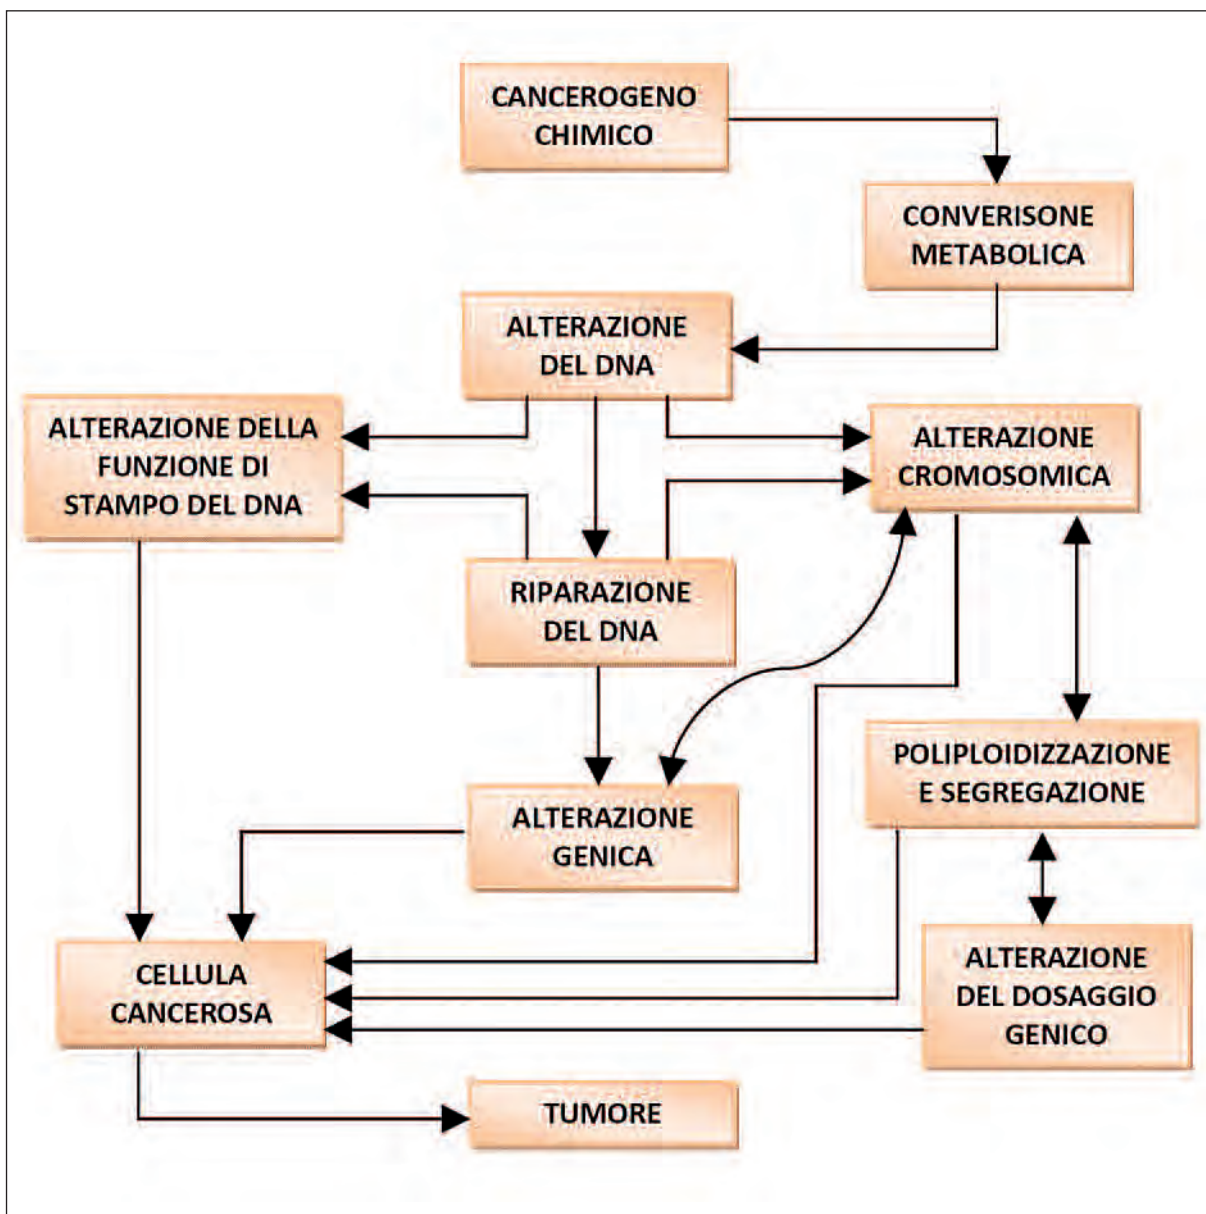 CANCEROGENO
CHIMICO
CONVERISONE
METABOLICA
ALTERAZIONE
DEL DNA
ALTERAZIONE DELLA
FUNZIONE DI
STAMPO DEL DNA
ALTERAZIONE
CROMOSOMICA
RIPARAZIONE
DEL DNA
POLIPLOIDIZZAZIONE
E SEGREGAZIONE
ALTERAZIONE
GENICA
CELLULA
CANCEROSA
ALTERAZIONE
DEL DOSAGGIO
GENICO
TUMORE